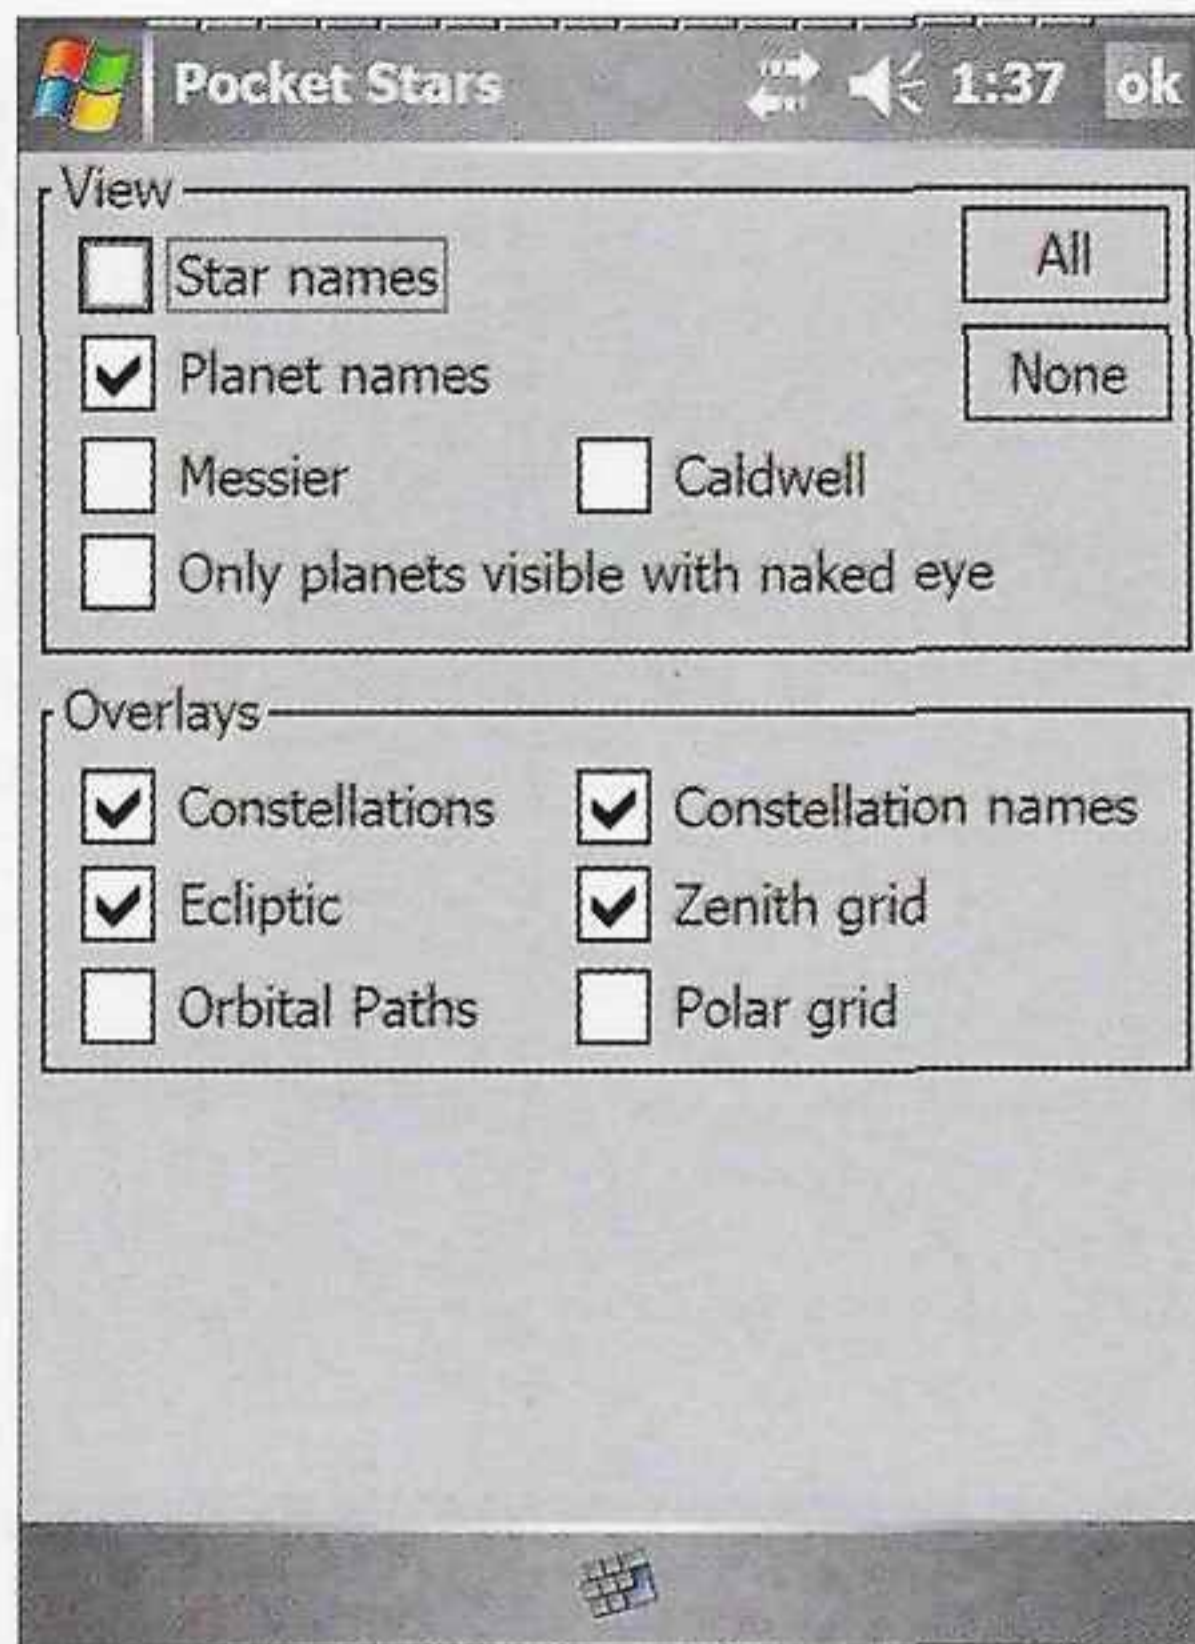 Pocket Stars 1:37 ok
View
Star names All
Planet names None
Messier Caldwell
Only planets visible with naked eye
Overlays
Constellations Constellation names
Ecliptic Zenith grid
Orbital Paths Polar grid